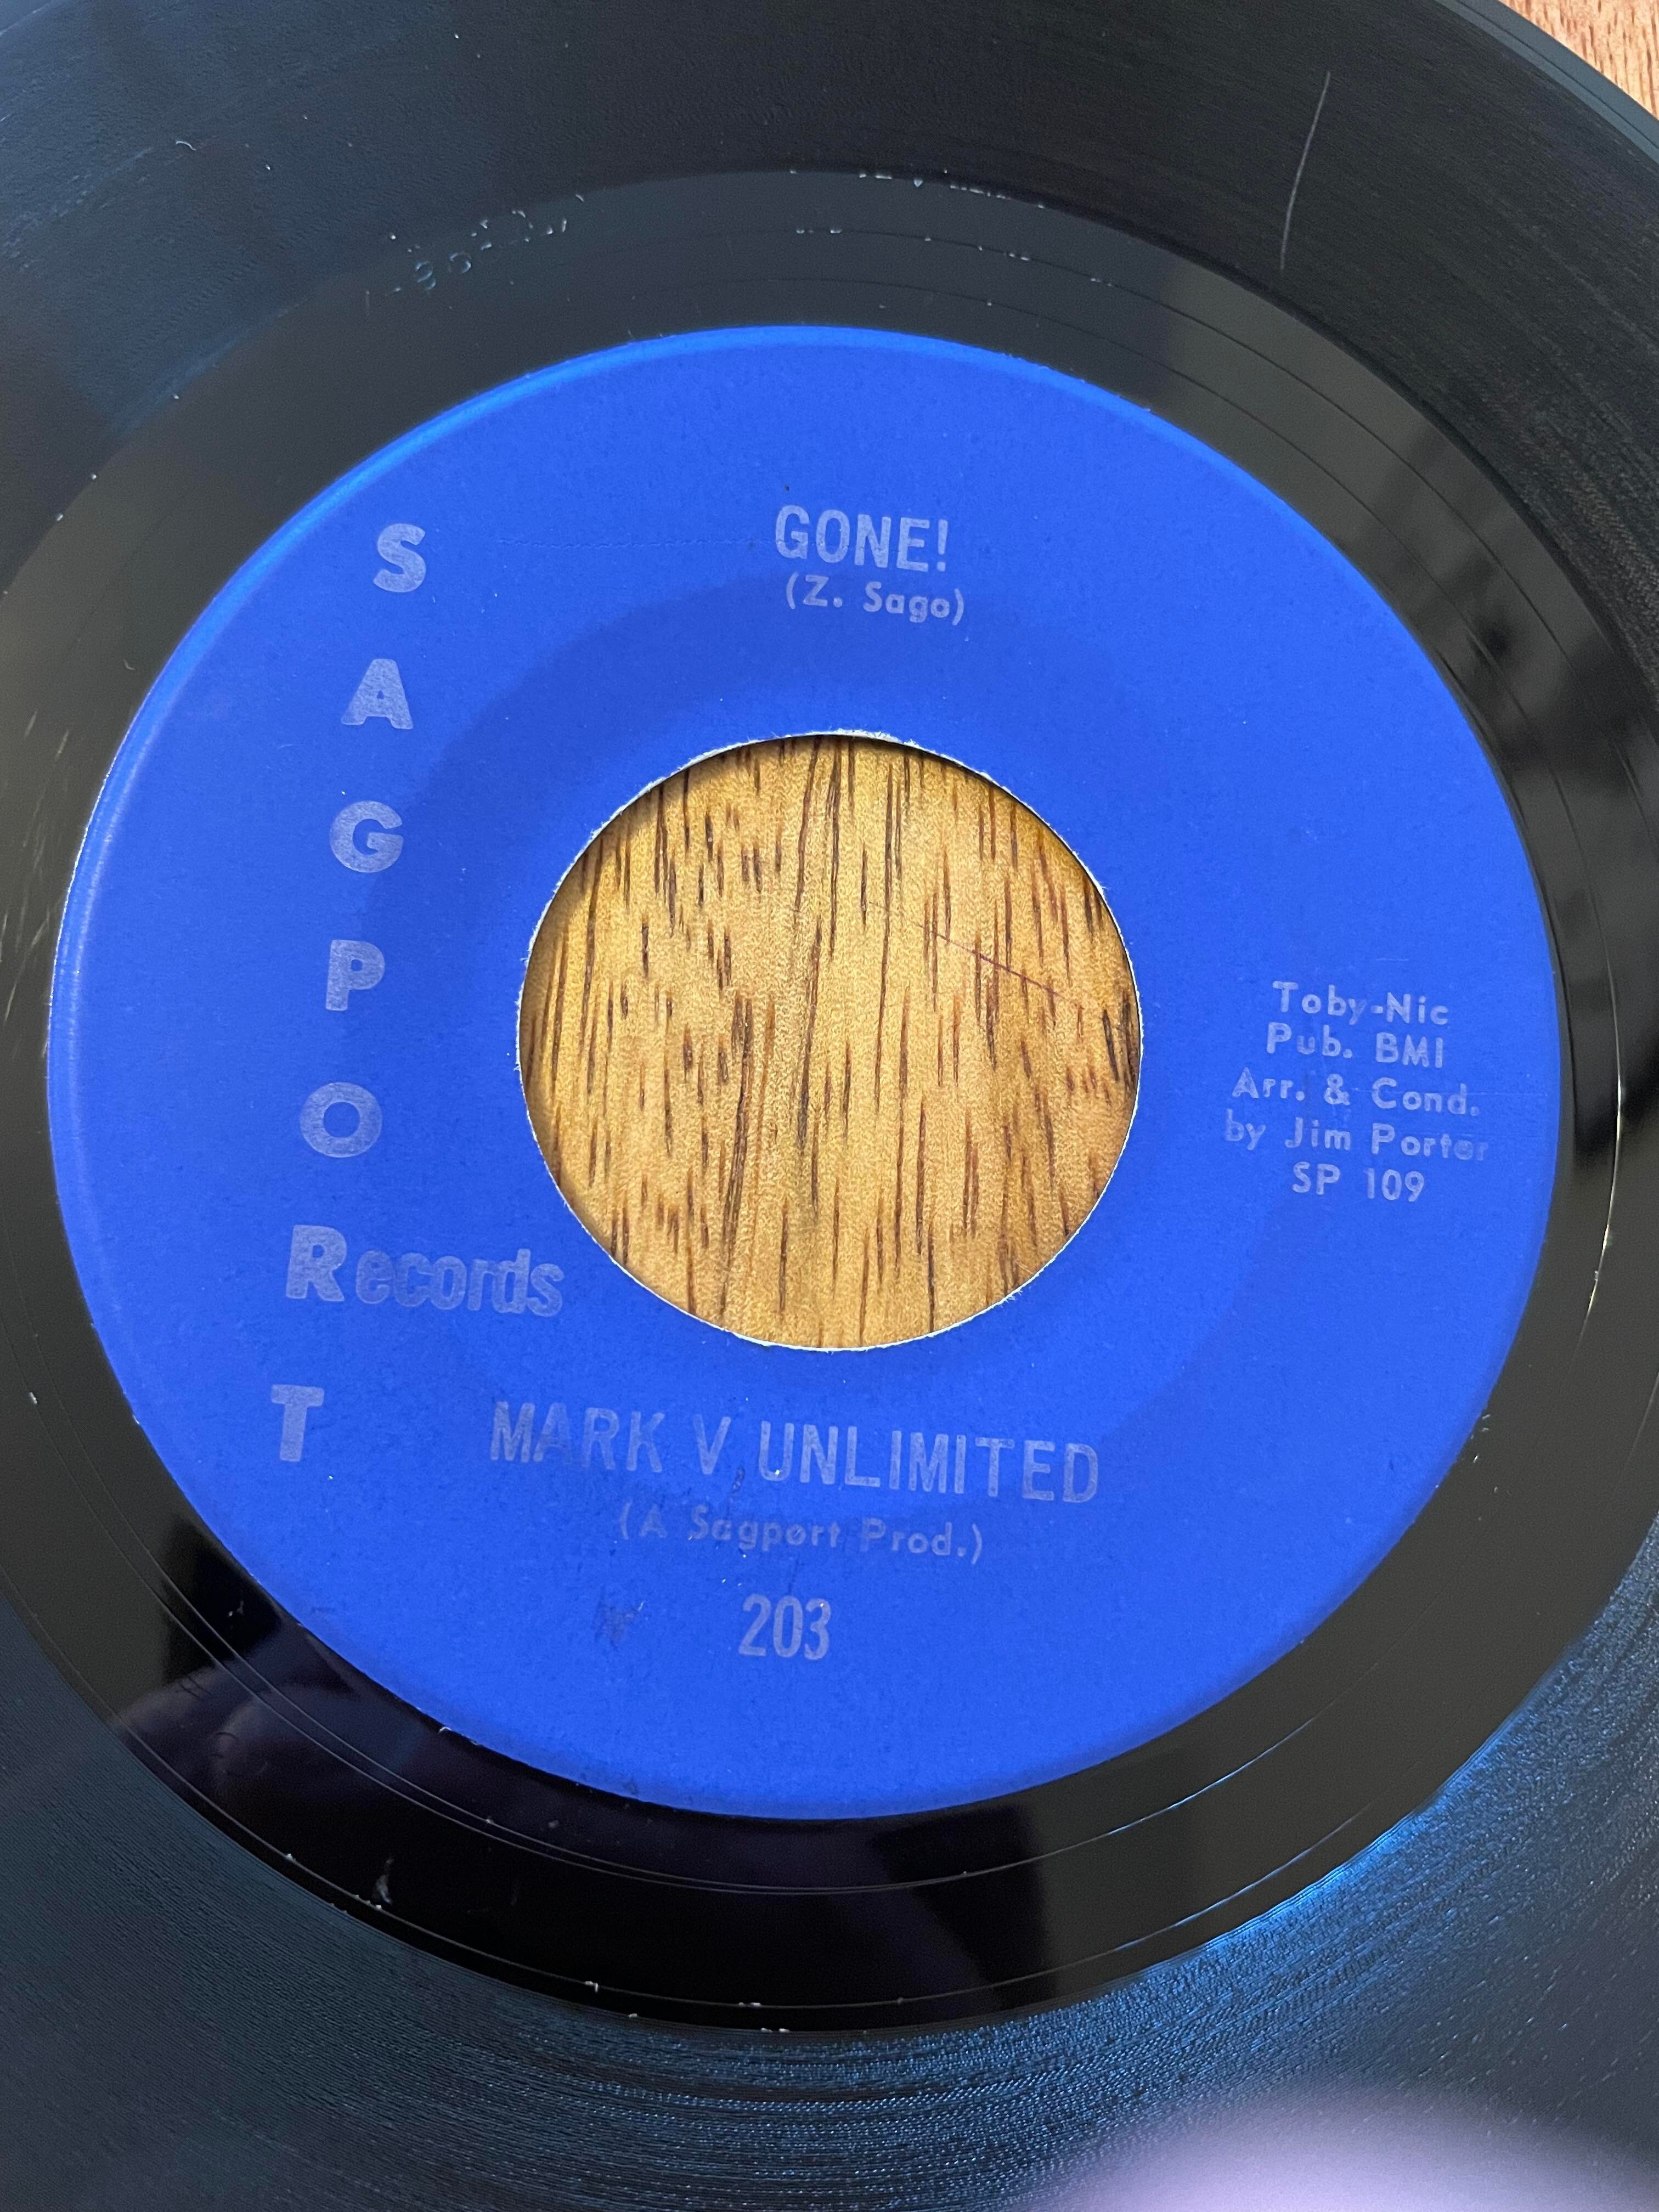 GONE!
(Z. Sago)
SAGPORT
Records
Toby-Nic
Pub. BMI
Arr. & Cond.
by Jim Porter
SP 109
MARK V UNLIMITED
(A Sagport Prod.)
203